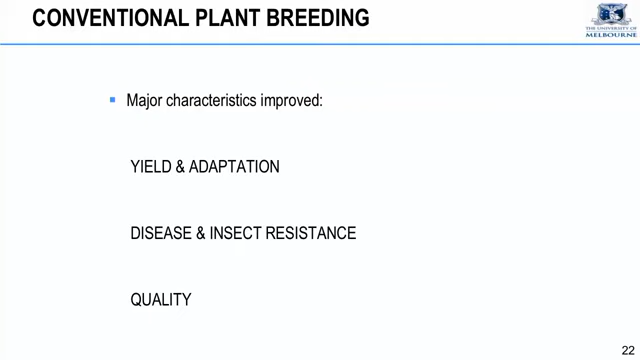 CONVENTIONAL PLANT BREEDING
THE UNIVERSITY OF
MELBOURNE
Major characteristics improved:
YIELD & ADAPTATION
DISEASE & INSECT RESISTANCE
QUALITY
22